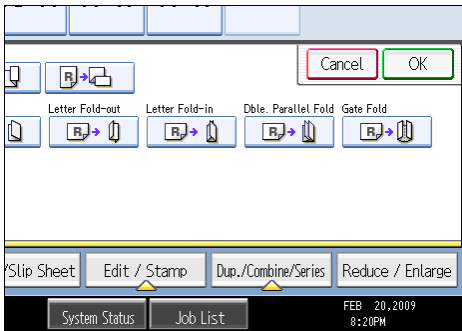 Cancel
OK
R
Letter Fold-out
Letter Fold-in
Dble. Parallel Fold
Gate Fold
R
R
R
R
/Slip Sheet
Edit / Stamp
Dup./Combine/Series
Reduce / Enlarge
System Status
Job List
FEB 20,2009
8:20PM